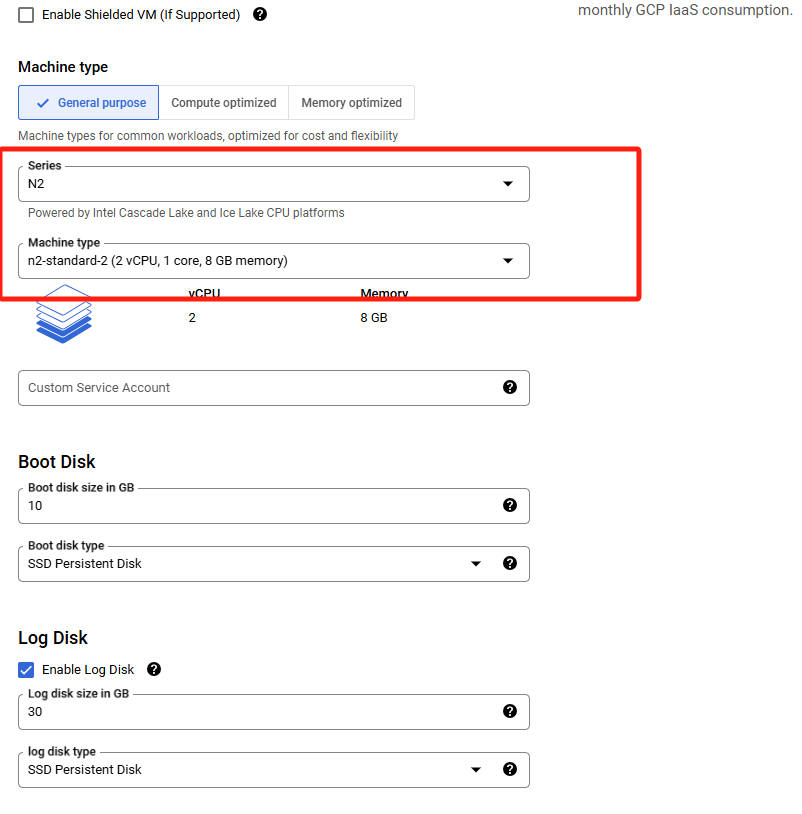 Enable Shielded VM (If Supported)
monthly GCP IaaS consumption.
Machine type
General purpose
Compute optimized
Memory optimized
Machine types for common workloads, optimized for cost and flexibility
Series
N2
Powered by Intel Cascade Lake and Ice Lake CPU platforms
Machine type
n2-standard-2 (2 vCPU, 1 core, 8 GB memory)
vCPU
Memory
2
8 GB
Custom Service Account
Boot Disk
Boot disk size in GB
10
Boot disk type
SSD Persistent Disk
Log Disk
Enable Log Disk
Log disk size in GB
30
log disk type
SSD Persistent Disk